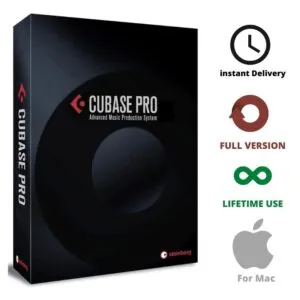 CUBASE PRO
Advanced Music Production System
CUBASE PRO
steinberg
instant Delivery
FULL VERSION
LIFETIME USE
For Mac